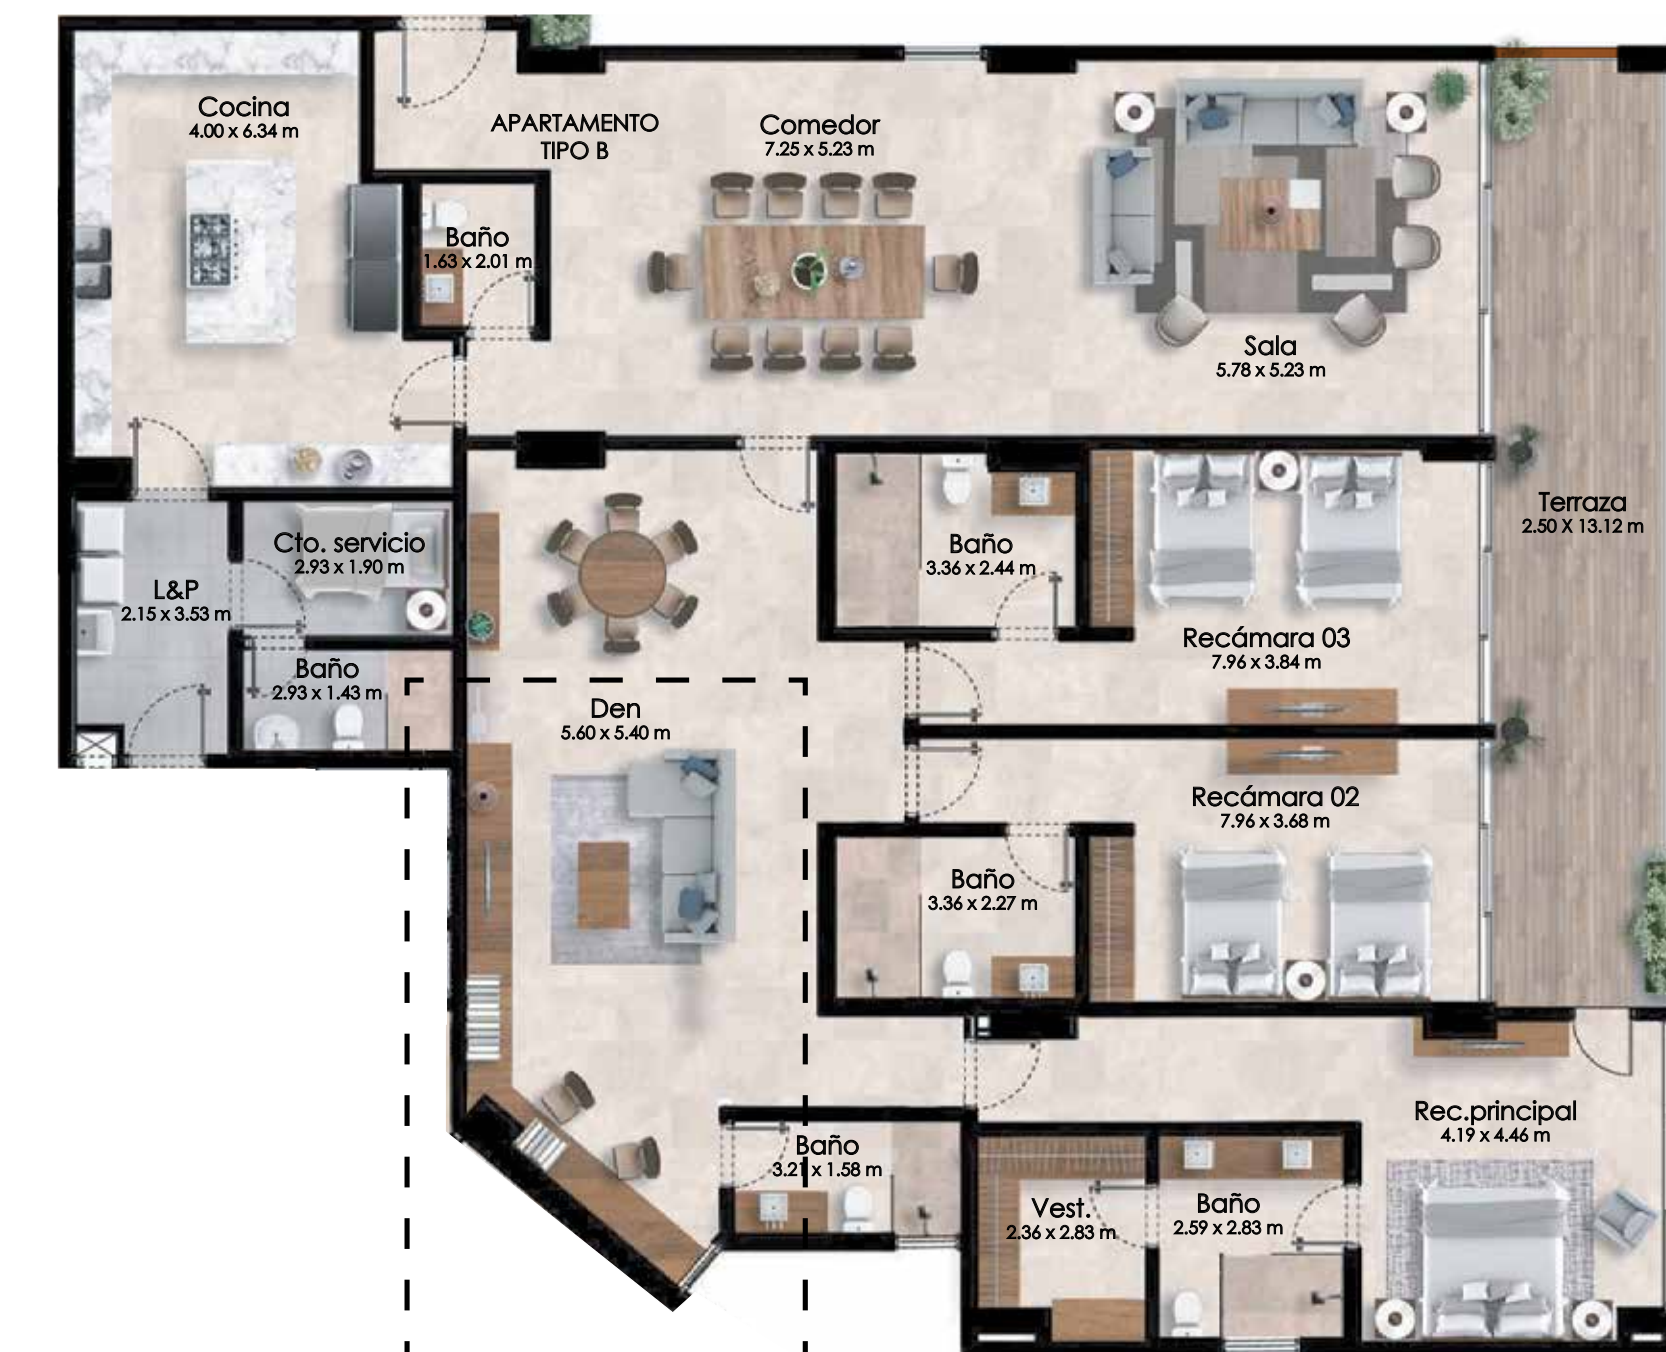 Cocina
4.00 x 6.34 m
APARTAMENTO
TIPO B
Comedor
7.25 x 5.23 m
Baño
1.63 x 2.01 m
Sala
5.78 x 5.23 m
Terraza
2.50 X 13.12 m
Cto. servicio
2.93 x 1.90 m
L&P
2.15 x 3.53 m
Baño
2.93 x 1.43 m
Baño
3.36 x 2.44 m
Recámara 03
7.96 x 3.84 m
Den
5.60 x 5.40 m
Recámara 02
7.96 x 3.68 m
Baño
3.36 x 2.27 m
Rec.principal
4.19 x 4.46 m
Baño
3.21 x 1.58 m
Vest.
2.36 x 2.83 m
Baño
2.59 x 2.83 m